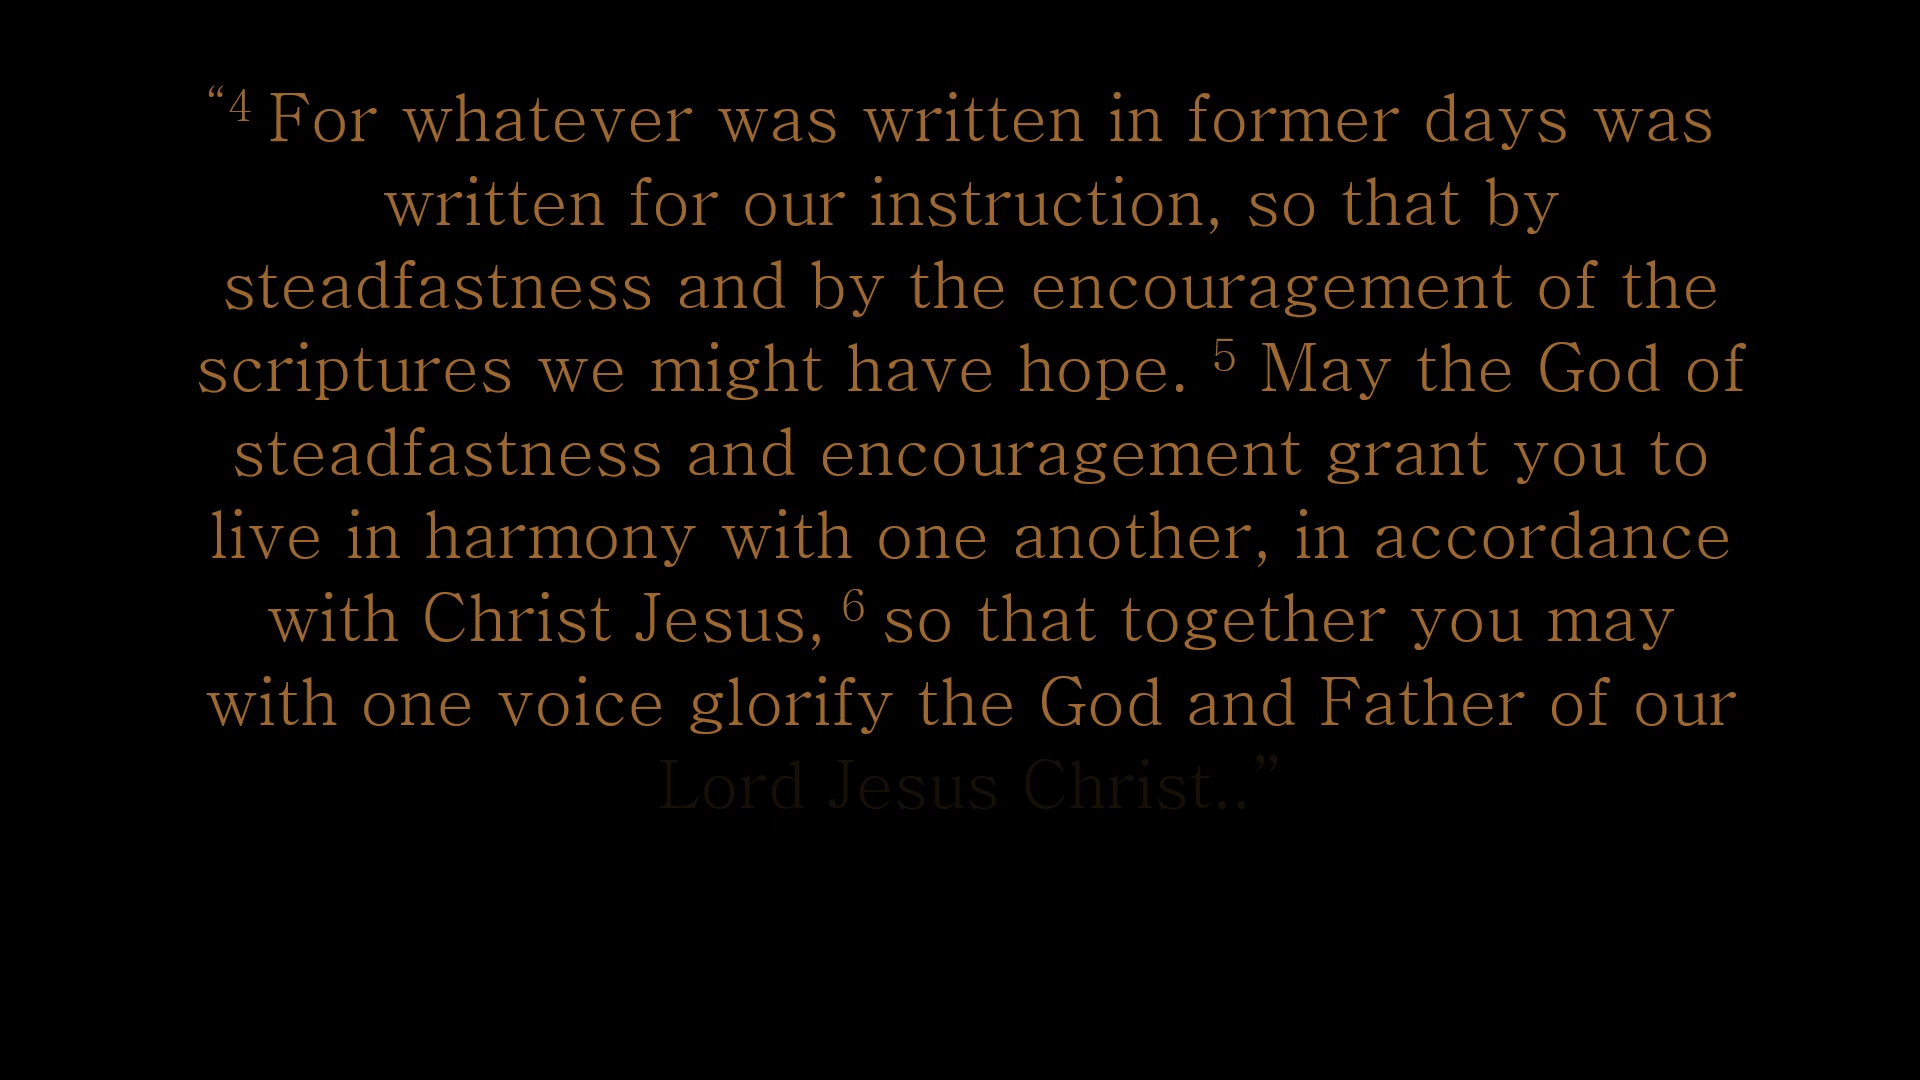 “4 For whatever was written in former days was
written for our instruction, so that by
steadfastness and by the encouragement of the
scriptures we might have hope. 5 May the God of
steadfastness and encouragement grant you to
live in harmony with one another, in accordance
with Christ Jesus, 6 so that together you may
with one voice glorify the God and Father of our
Lord Jesus Christ..”